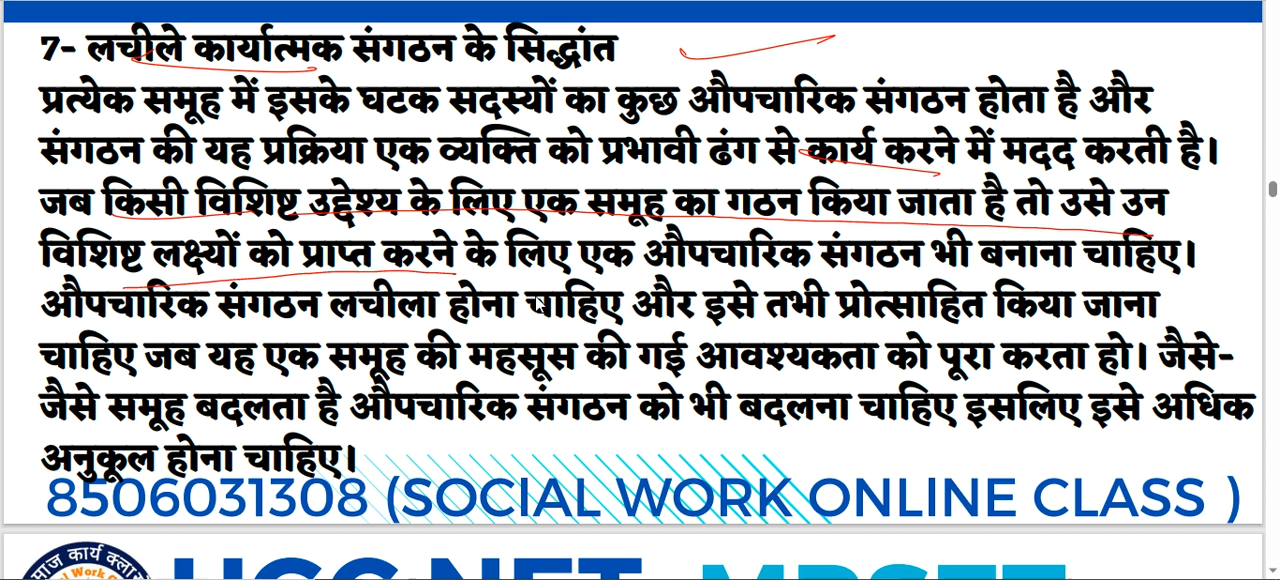 7- लचीले कार्यात्मक संगठन के सिद्धांत
प्रत्येक समूह में इसके घटक सदस्यों का कुछ औपचारिक संगठन होता है और
संगठन की यह प्रक्रिया एक व्यक्ति को प्रभावी ढंग से कार्य करने में मदद करती है।
जब किसी विशिष्ट उद्देश्य के लिए एक समूह का गठन किया जाता है तो उसे उन
विशिष्ट लक्ष्यों को प्राप्त करने के लिए एक औपचारिक संगठन भी बनाना चाहिए।
औपचारिक संगठन लचीला होना चाहिए और इसे तभी प्रोत्साहित किया जाना
चाहिए जब यह एक समूह की महसूस की गई आवश्यकता को पूरा करता हो। जैसे-
जैसे समूह बदलता है औपचारिक संगठन को भी बदलना चाहिए इसलिए इसे अधिक
अनुकूल होना चाहिए।
8506031308 (SOCIAL WORK ONLINE CLASS )